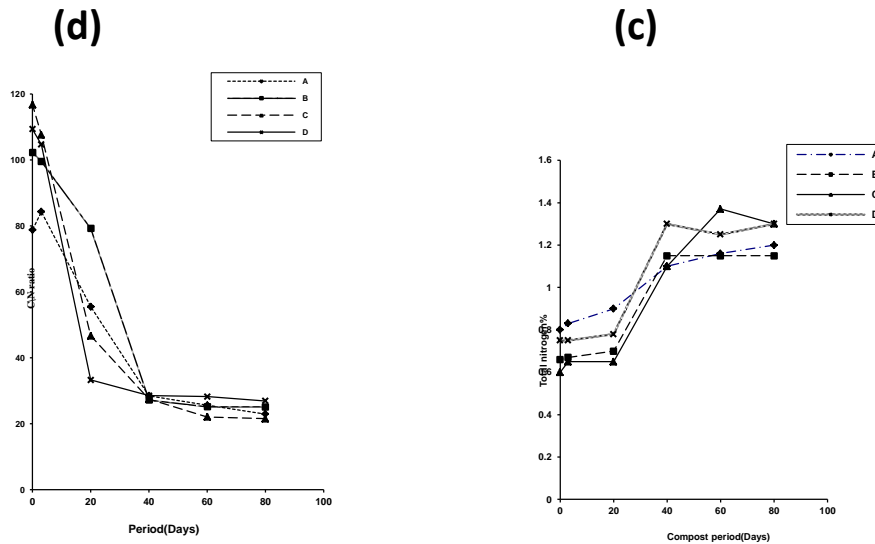 (d)
(c)
A
B
C
D
120
100
80
60
40
20
0
C\N ratio
0 20 40 60 80 100
Period(Days)
A
B
C
D
1.6
1.4
1.2
1
0.8
0.6
0.4
0.2
0
Total nitrogen%
0 20 40 60 80 100
Compost period(Days)